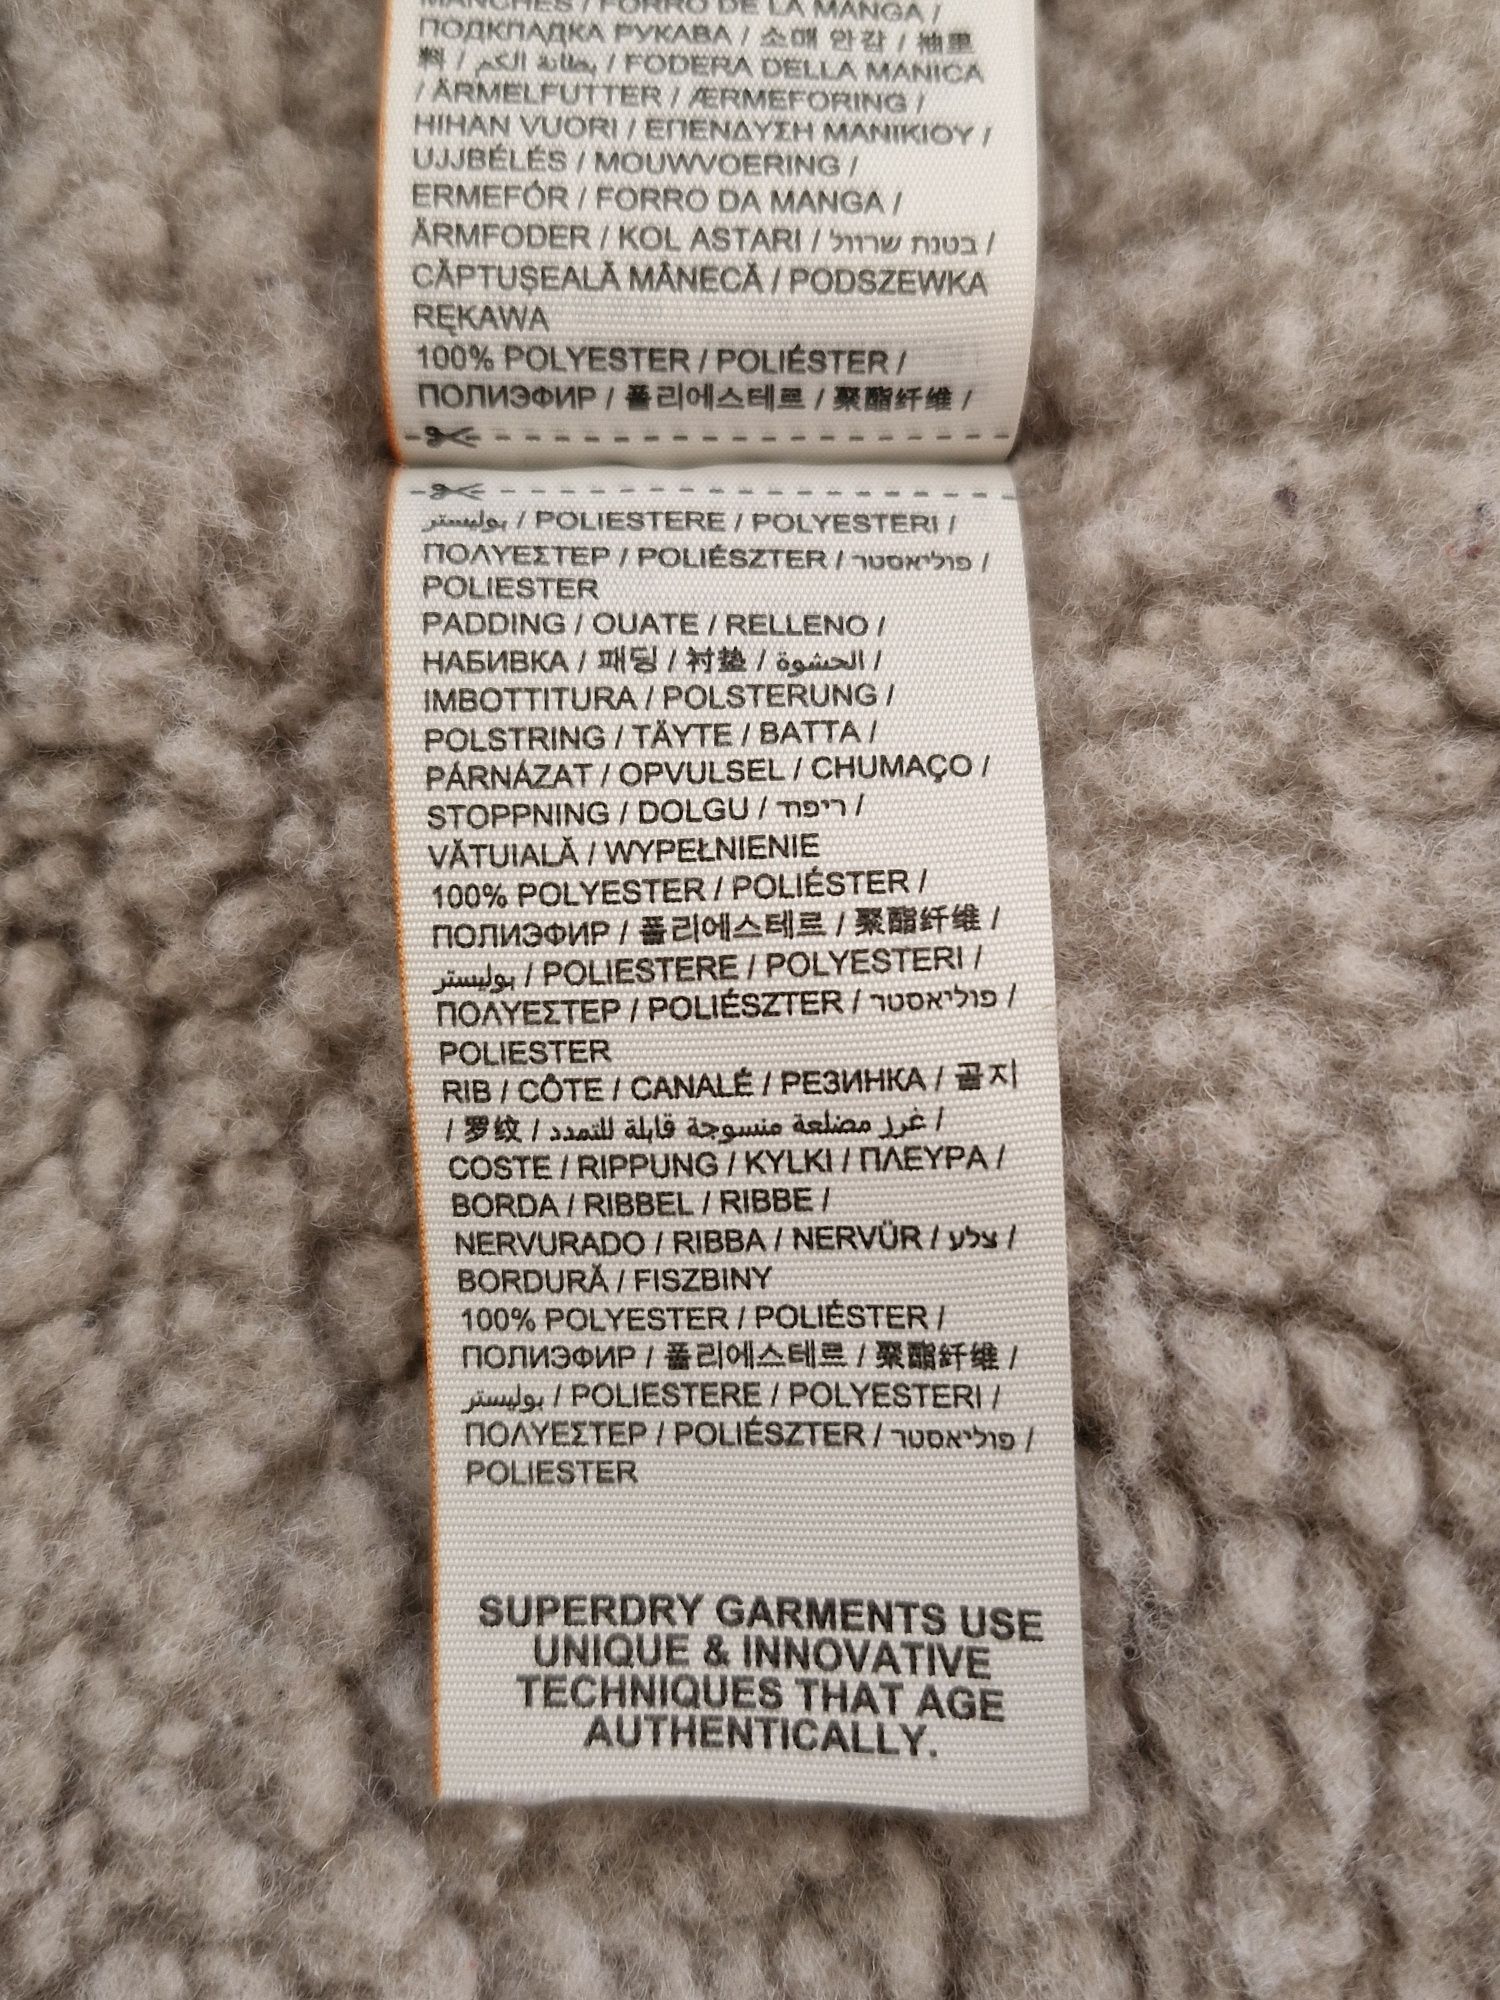 MANCHES / FORRO DE LA MANGA /
ПОДКЛАДКА РУКАВА / 소매 안감 / 袖里
料 / بطانة الكم / FODERA DELLA MANICA
/ ÄRMELFUTTER / ÆRMEFORING /
HIHAN VUORI / ΕΠΕΝΔΥΣΗ ΜΑΝΙΚΙΟΥ /
UJJBÉLÉS / MOUWVOERING /
ERMEFÓR / FORRO DA MANGA /
ÄRMFODER / KOL ASTARI / בטנת שרוול /
CĂPTUŞEALĂ MÂNECĂ / PODSZEWKA
RĘKAWA
100% POLYESTER / POLIÉSTER /
ПОЛИЭФИР / 폴리에스테르 / 聚酯纤维 /
بوليستر / POLIESTERE / POLYESTERI /
ΠΟΛΥΕΣΤΕΡ / POLIÉSZTER / פוליאסטר /
POLIESTER
PADDING / OUATE / RELLENO /
НАБИВКА / 패딩 / 衬垫 / الحشوة /
IMBOTTITURA / POLSTERUNG /
POLSTRING / TÄYTE / ΒΑΤΤΑ /
PÁRNÁZAT / OPVULSEL / CHUMAÇO /
STOPPNING / DOLGU / ריפוד /
VĂTUIALĂ / WYPEŁNIENIE
100% POLYESTER / POLIÉSTER /
ПОЛИЭФИР / 폴리에스테르 / 聚酯纤维 /
بوليستر / POLIESTERE / POLYESTERI /
ΠΟΛΥΕΣΤΕΡ / POLIÉSZTER / פוליאסטר /
POLIESTER
RIB / CÔTE / CANALÉ / РЕЗИНКА / 골지
/ 罗纹 / غرز مضلعة منسوجة قابلة للتمدد /
COSTE / RIPPUNG / KYLKI / ΠΛΕΥΡΑ /
BORDA / RIBBEL / RIBBE /
NERVURADO / RIBBA / NERVÜR / צלע /
BORDURĂ / FISZBINY
100% POLYESTER / POLIÉSTER /
ПОЛИЭФИР / 폴리에스테르 / 聚酯纤维 /
بوليستر / POLIESTERE / POLYESTERI /
ΠΟΛΥΕΣΤΕΡ / POLIÉSZTER / פוליאסטר /
POLIESTER
SUPERDRY GARMENTS USE
UNIQUE & INNOVATIVE
TECHNIQUES THAT AGE
AUTHENTICALLY.